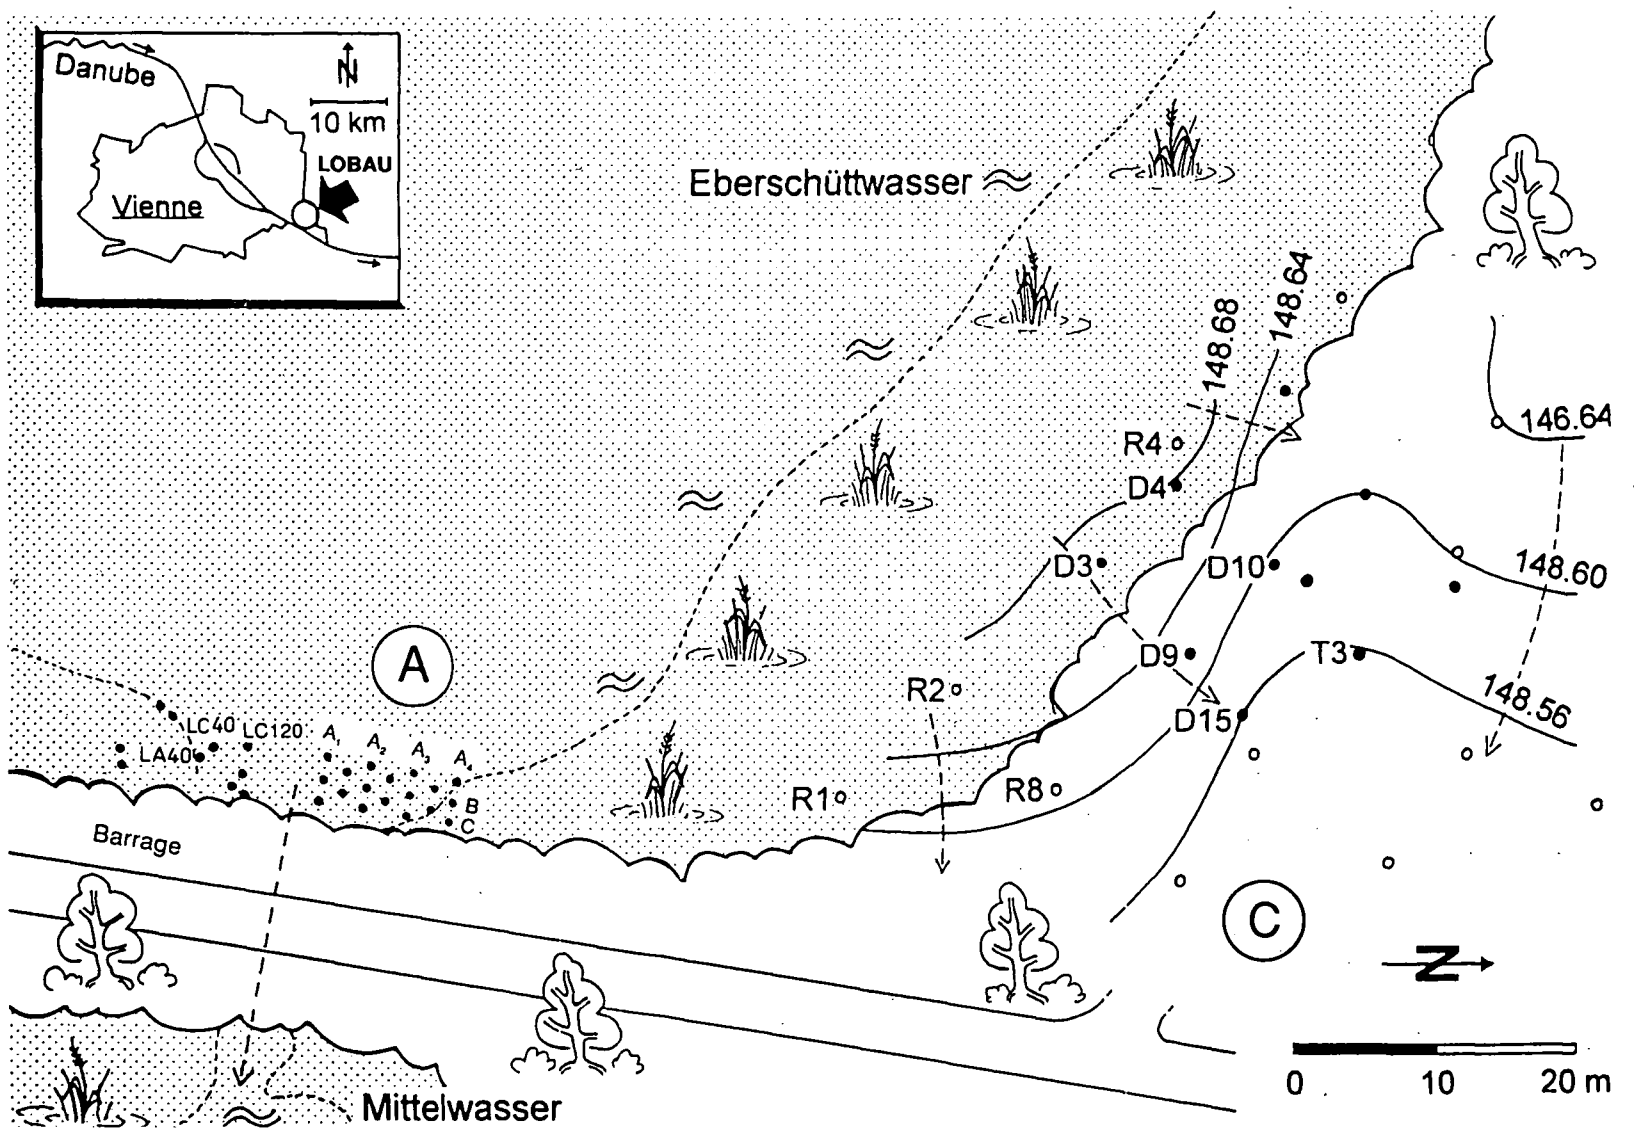 Danube
N
10 km
LOBAU
Vienne
Eberschüttwasser
148.68
148.64
146.64
R4
D4
D3
D10
148.60
A
D9
T3
R2
148.56
D15
LC40
LC120
A1
A2
A3
A4
LA40
B
C
R1
R8
Barrage
C
N
0 10 20 m
Mittelwasser